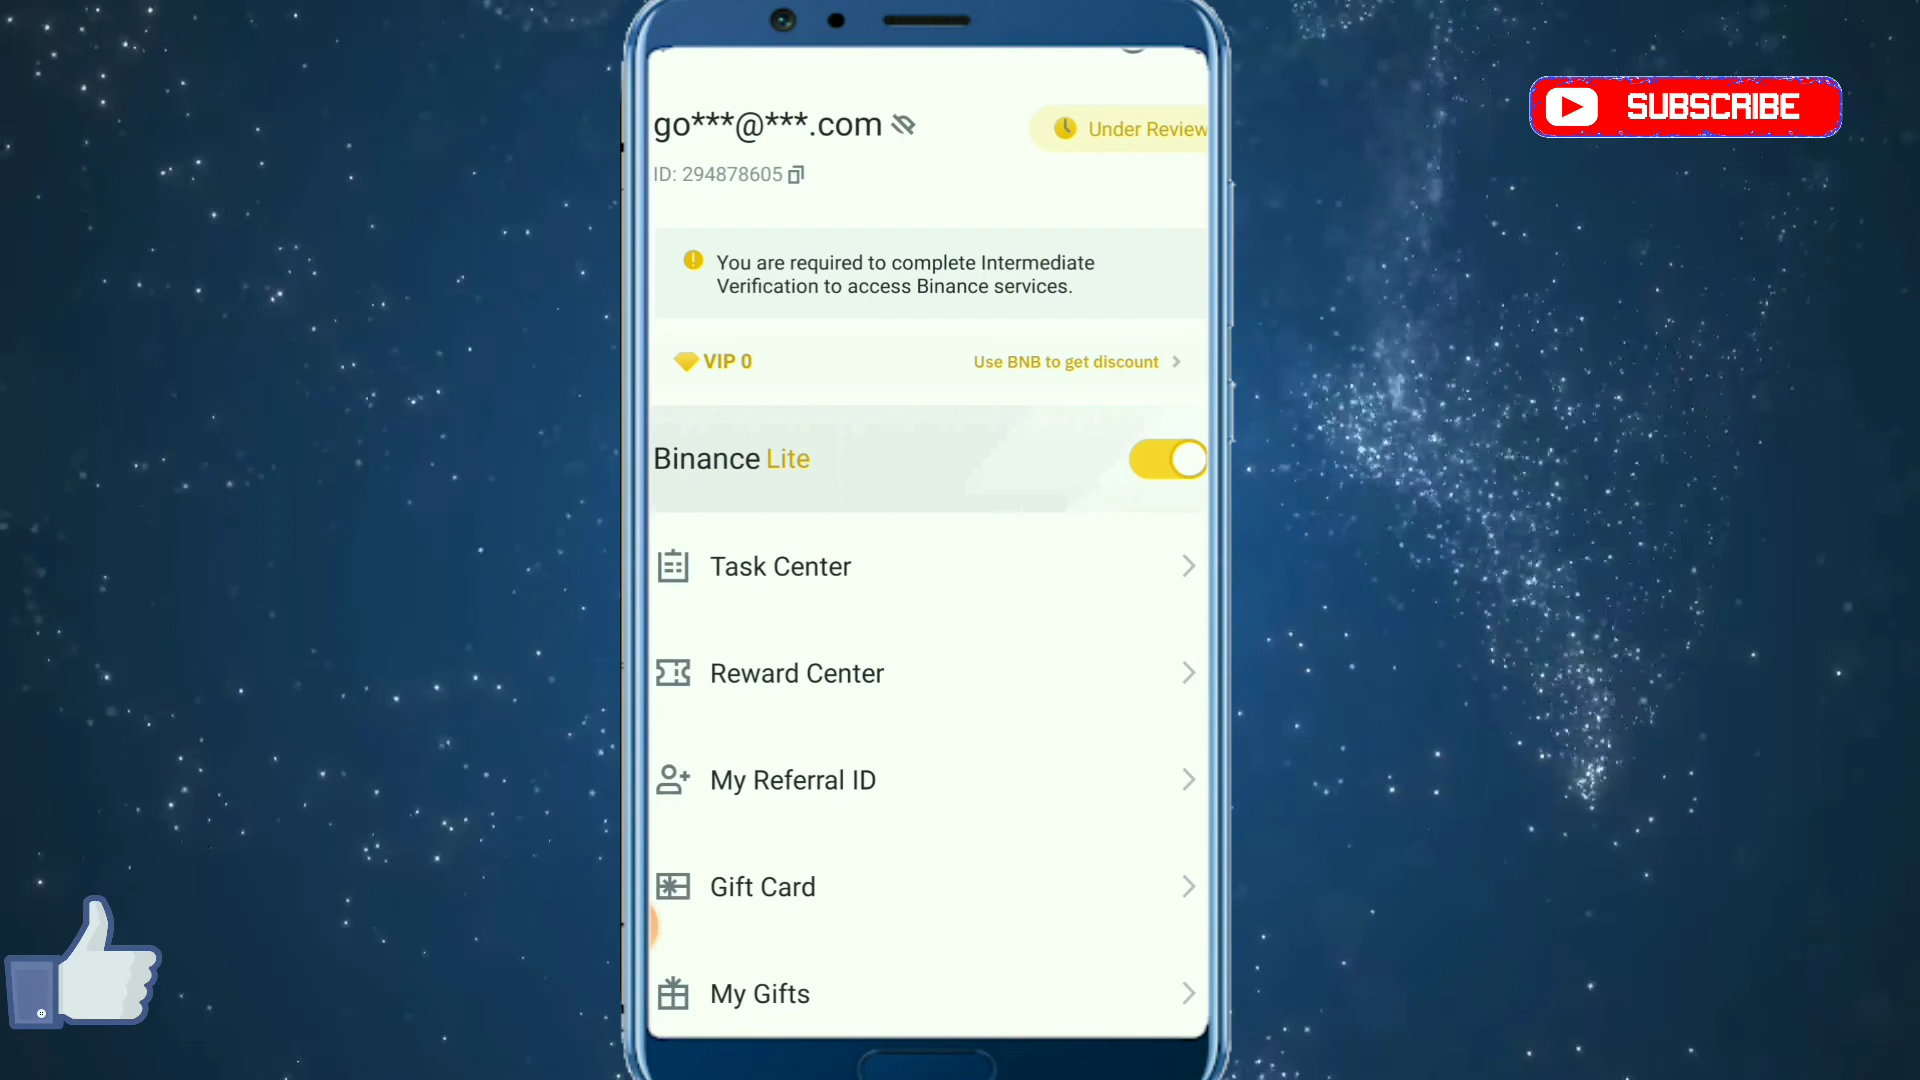 SUBSCRIBE
go***@***.com
Under Review
ID: 294878605
You are required to complete Intermediate
Verification to access Binance services.
VIP 0
Use BNB to get discount
Binance Lite
Task Center
Reward Center
My Referral ID
Gift Card
My Gifts